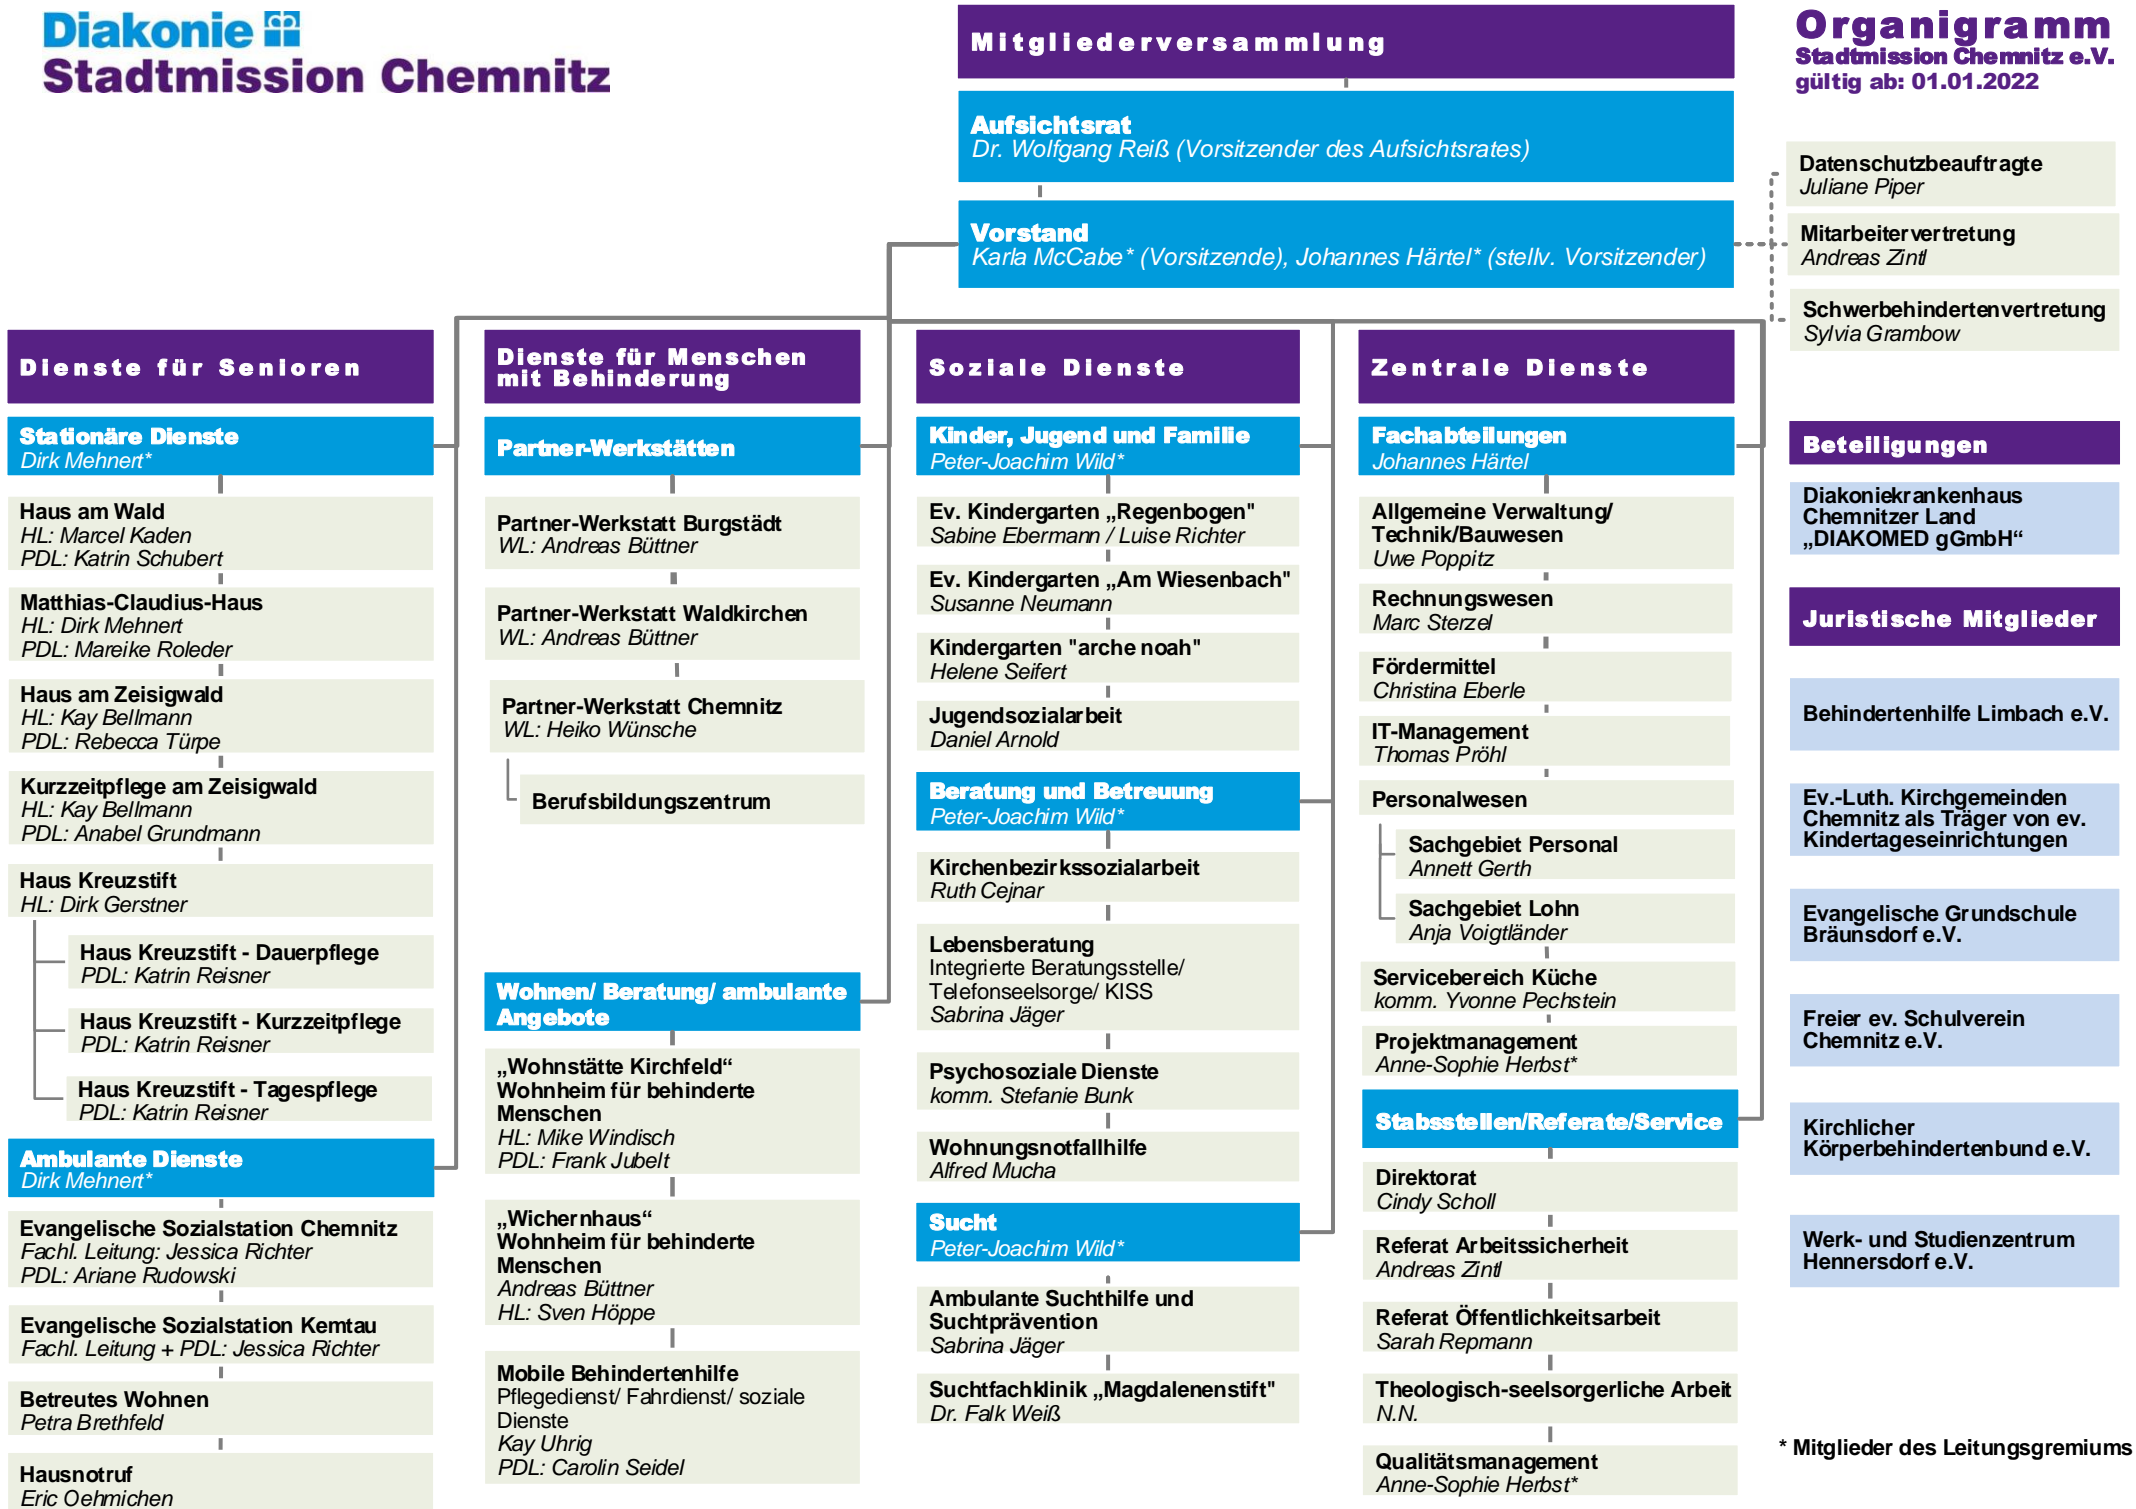 Diakonie
Stadtmission Chemnitz
Mitgliederversammlung
Organigramm
Stadtmission Chemnitz e.V.
gültig ab: 01.01.2022
Aufsichtsrat
Dr. Wolfgang Reiß (Vorsitzender des Aufsichtsrates)
Vorstand
Karla McCabe* (Vorsitzende), Johannes Härtel* (stellv. Vorsitzender)
Datenschutzbeauftragte
Juliane Piper
Mitarbeitervertretung
Andreas Zintl
Schwerbehindertenvertretung
Sylvia Grambow
Dienste für Senioren
Stationäre Dienste
Dirk Mehnert*
Haus am Wald
HL: Marcel Kaden
PDL: Katrin Schubert
Matthias-Claudius-Haus
HL: Dirk Mehnert
PDL: Mareike Roleder
Haus am Zeisigwald
HL: Kay Bellmann
PDL: Rebecca Türpe
Kurzzeitpflege am Zeisigwald
HL: Kay Bellmann
PDL: Anabel Grundmann
Haus Kreuzstift
HL: Dirk Gerstner
Haus Kreuzstift - Dauerpflege
PDL: Katrin Reisner
Haus Kreuzstift - Kurzzeitpflege
PDL: Katrin Reisner
Haus Kreuzstift - Tagespflege
PDL: Katrin Reisner
Ambulante Dienste
Dirk Mehnert*
Evangelische Sozialstation Chemnitz
Fachl. Leitung: Jessica Richter
PDL: Ariane Rudowski
Evangelische Sozialstation Kemtau
Fachl. Leitung + PDL: Jessica Richter
Betreutes Wohnen
Petra Brethfeld
Hausnotruf
Eric Oehmichen
Dienste für Menschen
mit Behinderung
Partner-Werkstätten
Partner-Werkstatt Burgstädt
WL: Andreas Büttner
Partner-Werkstatt Waldkirchen
WL: Andreas Büttner
Partner-Werkstatt Chemnitz
WL: Heiko Wünsche
Berufsbildungszentrum
Wohnen/ Beratung/ ambulante
Angebote
„Wohnstätte Kirchfeld“
Wohnheim für behinderte
Menschen
HL: Mike Windisch
PDL: Frank Jubelt
„Wichernhaus“
Wohnheim für behinderte
Menschen
Andreas Büttner
HL: Sven Höppe
Mobile Behindertenhilfe
Pflegedienst/ Fahrdienst/ soziale
Dienste
Kay Uhrig
PDL: Carolin Seidel
Soziale Dienste
Kinder, Jugend und Familie
Peter-Joachim Wild*
Ev. Kindergarten „Regenbogen"
Sabine Ebermann / Luise Richter
Ev. Kindergarten „Am Wiesenbach"
Susanne Neumann
Kindergarten "arche noah"
Helene Seifert
Jugendsozialarbeit
Daniel Arnold
Beratung und Betreuung
Peter-Joachim Wild*
Kirchenbezirkssozialarbeit
Ruth Cejnar
Lebensberatung
Integrierte Beratungsstelle/
Telefonseelsorge/ KISS
Sabrina Jäger
Psychosoziale Dienste
komm. Stefanie Bunk
Wohnungsnotfallhilfe
Alfred Mucha
Sucht
Peter-Joachim Wild*
Ambulante Suchthilfe und
Suchtprävention
Sabrina Jäger
Suchtfachklinik „Magdalenenstift"
Dr. Falk Weiß
Zentrale Dienste
Fachabteilungen
Johannes Härtel
Allgemeine Verwaltung/
Technik/Bauwesen
Uwe Poppitz
Rechnungswesen
Marc Sterzel
Fördermittel
Christina Eberle
IT-Management
Thomas Pröhl
Personalwesen
Sachgebiet Personal
Annett Gerth
Sachgebiet Lohn
Anja Voigtländer
Servicebereich Küche
komm. Yvonne Pechstein
Projektmanagement
Anne-Sophie Herbst*
Stabsstellen/Referate/Service
Direktorat
Cindy Scholl
Referat Arbeitssicherheit
Andreas Zintl
Referat Öffentlichkeitsarbeit
Sarah Repmann
Theologisch-seelsorgerliche Arbeit
N.N.
Qualitätsmanagement
Anne-Sophie Herbst*
Beteiligungen
Diakoniekrankenhaus
Chemnitzer Land
„DIAKOMED gGmbH“
Juristische Mitglieder
Behindertenhilfe Limbach e.V.
Ev.-Luth. Kirchgemeinden
Chemnitz als Träger von ev.
Kindertageseinrichtungen
Evangelische Grundschule
Bräunsdorf e.V.
Freier ev. Schulverein
Chemnitz e.V.
Kirchlicher
Körperbehindertenbund e.V.
Werk- und Studienzentrum
Hennersdorf e.V.
* Mitglieder des Leitungsgremiums